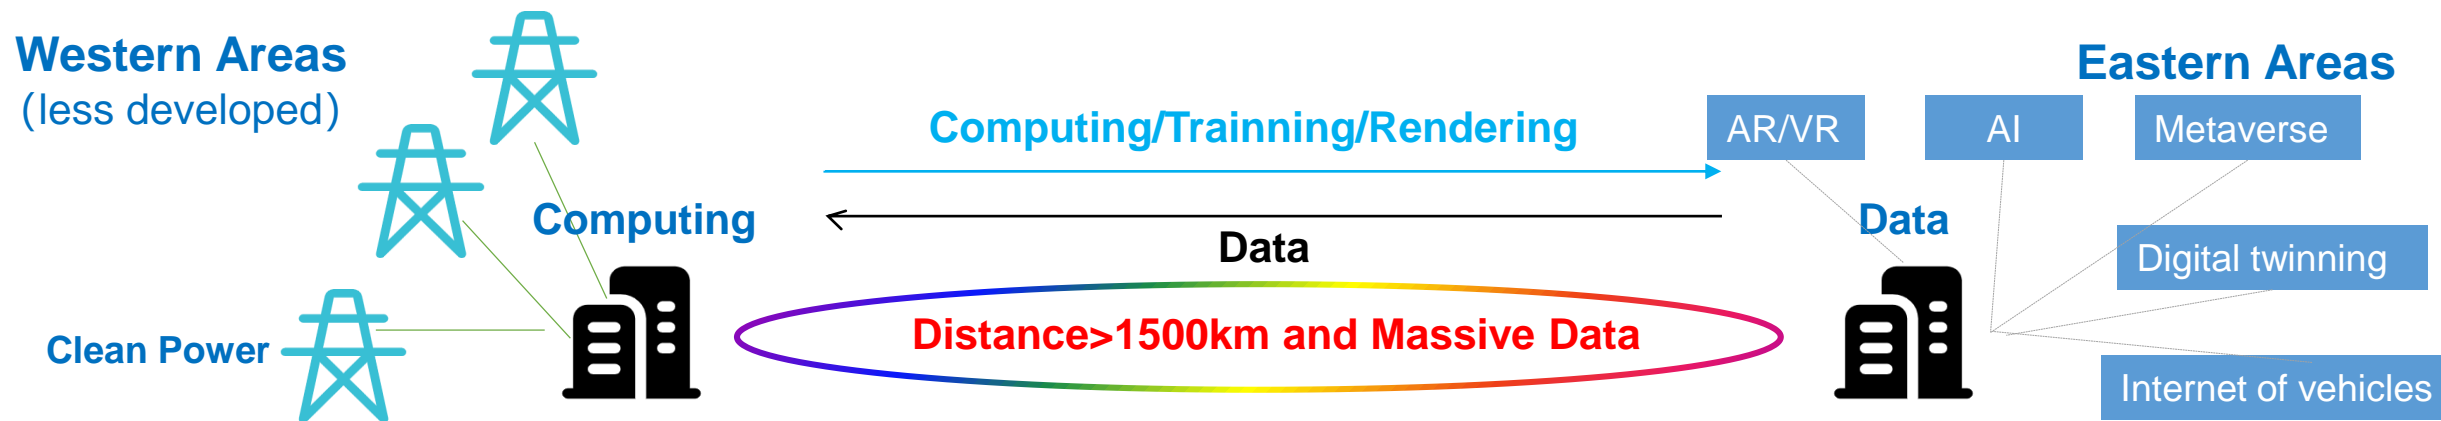 Western Areas
(less developed)
Clean Power
Computing
Computing/Trainning/Rendering
Data
Distance>1500km and Massive Data
Eastern Areas
AR/VR
AI
Metaverse
Data
Digital twinning
Internet of vehicles